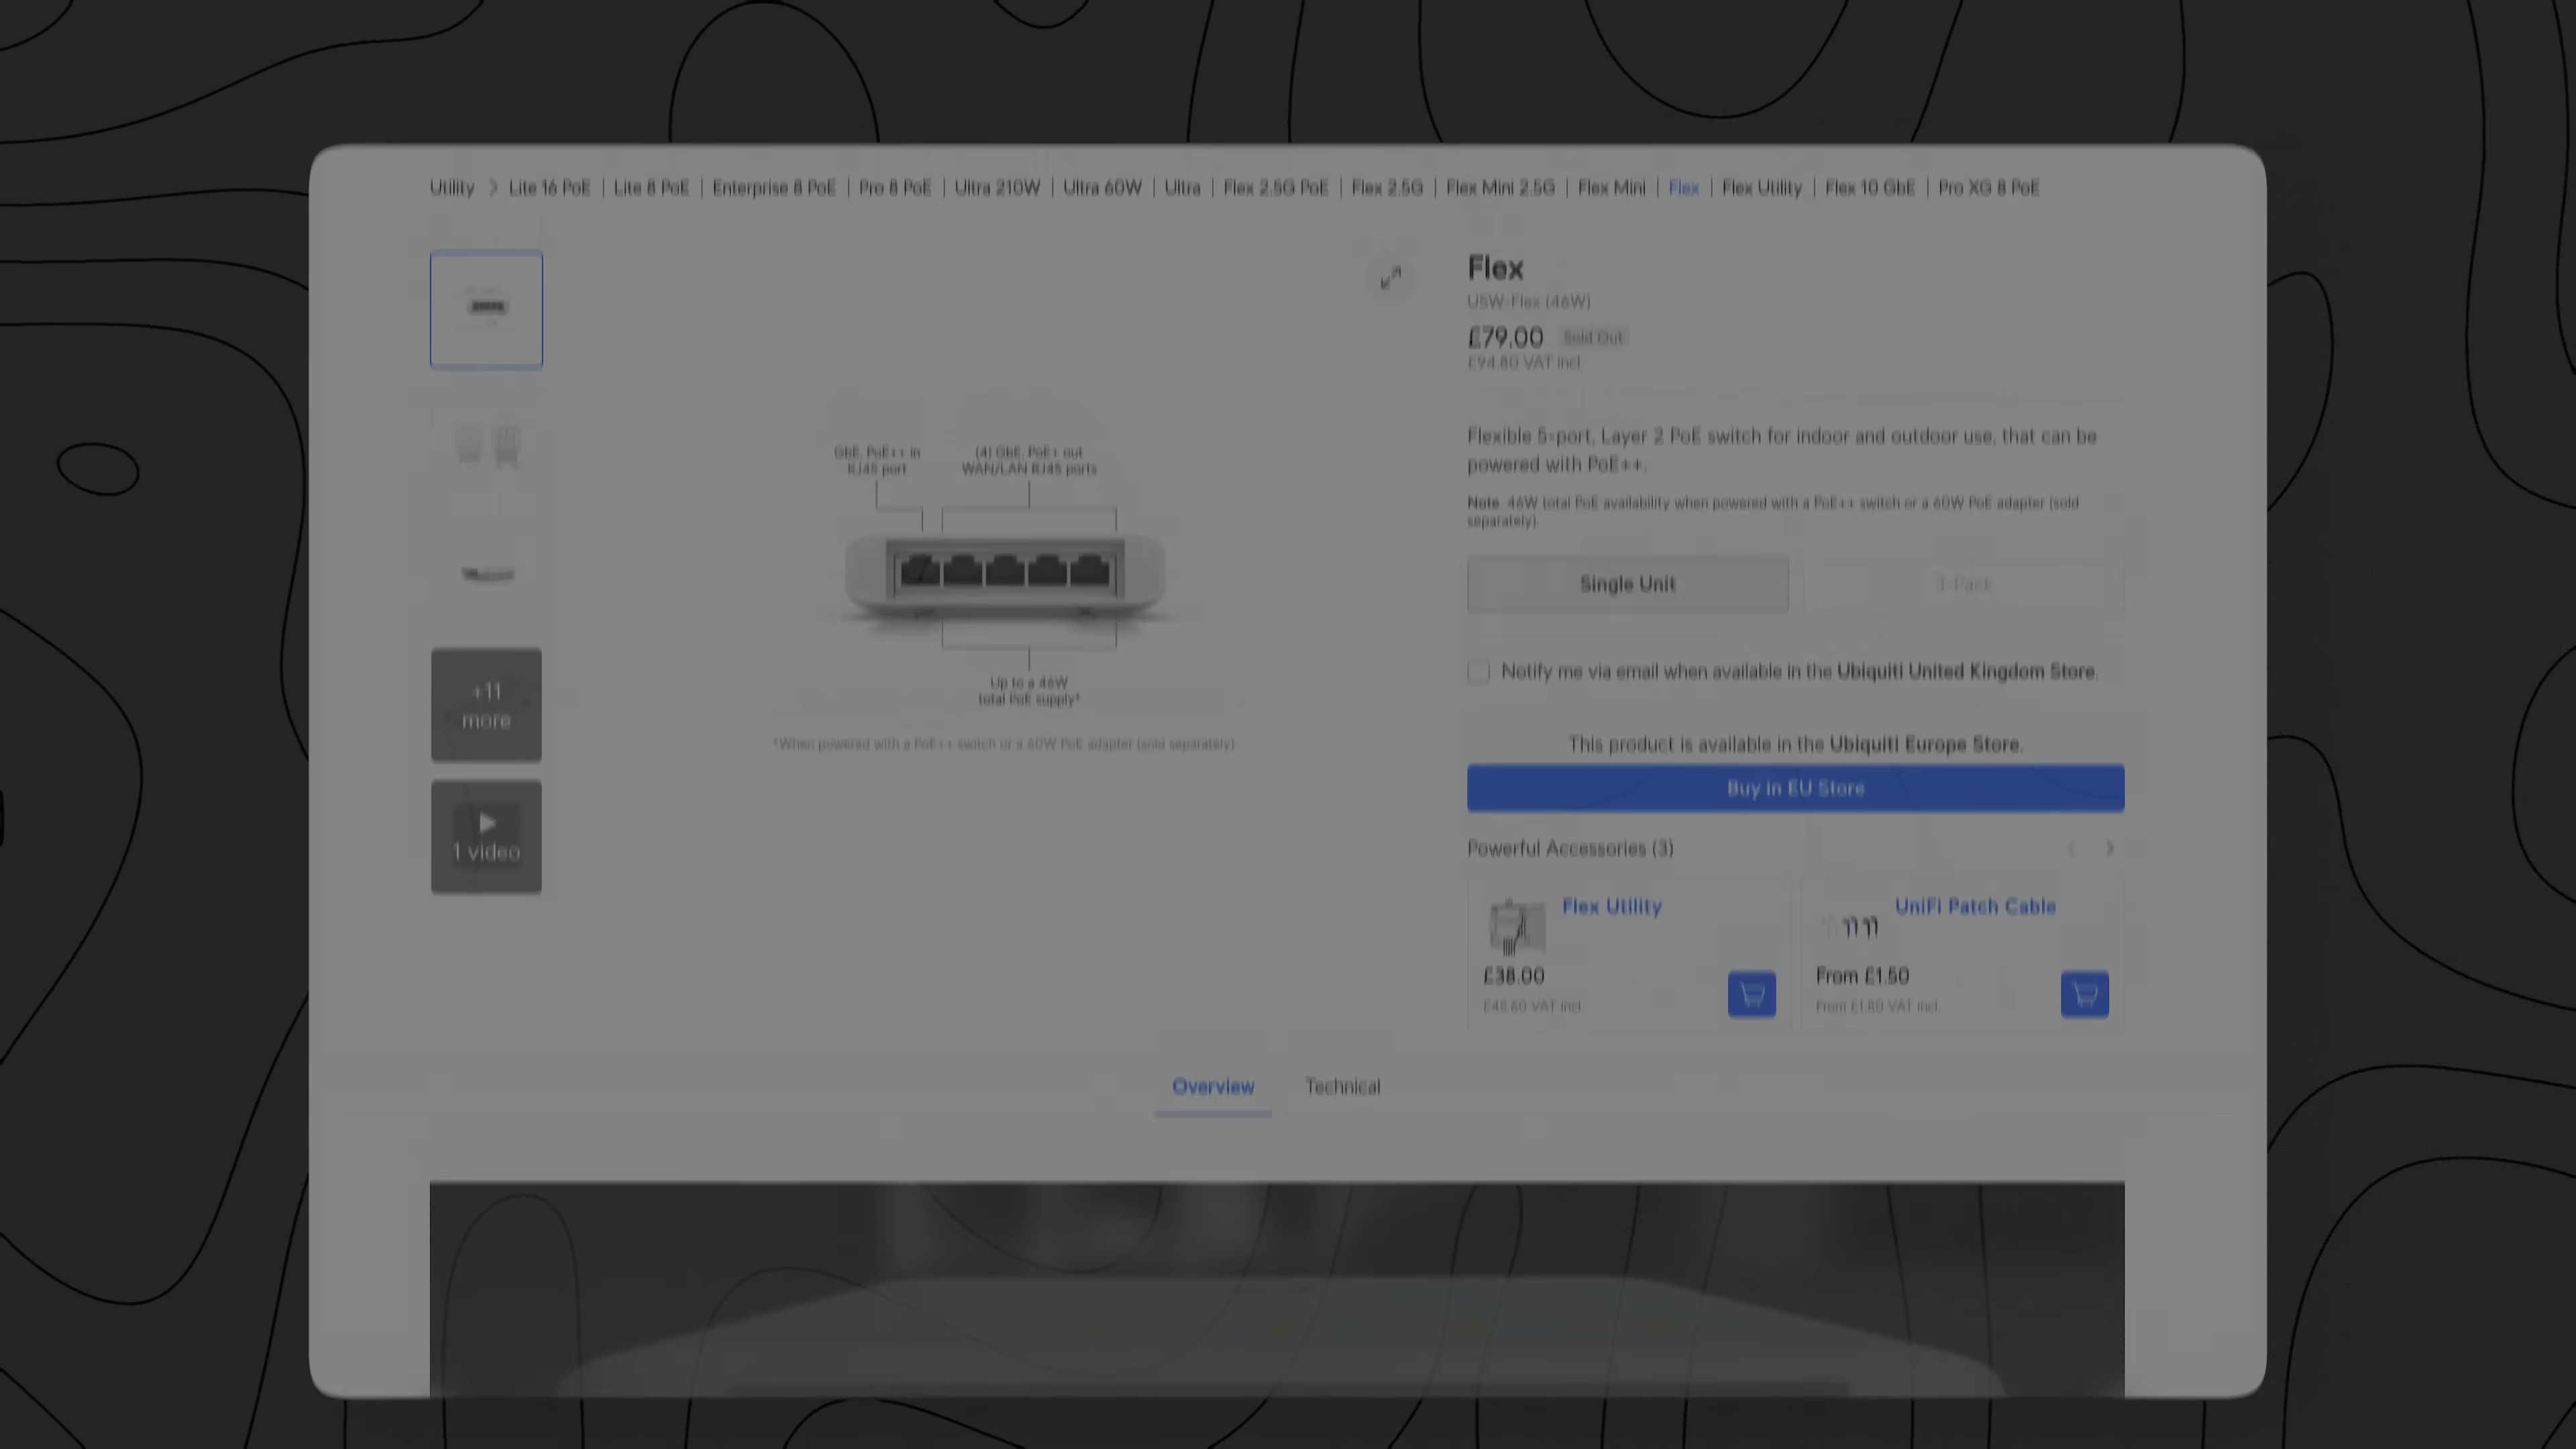 Utility > Lite 16 PoE | Lite 8 PoE | Enterprise 8 PoE | Pro 8 PoE | Ultra 210W | Ultra 60W | Ultra | Flex 2.5G PoE | Flex 2.5G | Flex Mini 2.5G | Flex Mini | Flex | Flex Utility | Flex 10 GbE | Pro XG 8 PoE
+11
more
1 video
GbE, PoE++ in
RJ45 port
(4) GbE, PoE+ out
WAN/LAN RJ45 ports
Up to a 46W
total PoE supply*
*When powered with a PoE++ switch or a 60W PoE adapter (sold separately)
Flex
USW-Flex (46W)
£79.00 Sold Out
£94.80 VAT incl.
Flexible 5-port, Layer 2 PoE switch for indoor and outdoor use, that can be
powered with PoE++.
Note: 46W total PoE availability when powered with a PoE++ switch or a 60W PoE adapter (sold
separately).
Single Unit
3-Pack
Notify me via email when available in the Ubiquiti United Kingdom Store.
This product is available in the Ubiquiti Europe Store.
Buy in EU Store
Powerful Accessories (3)
Flex Utility
£38.00
£45.60 VAT incl.
UniFi Patch Cable
From £1.50
From £1.80 VAT incl.
Overview
Technical